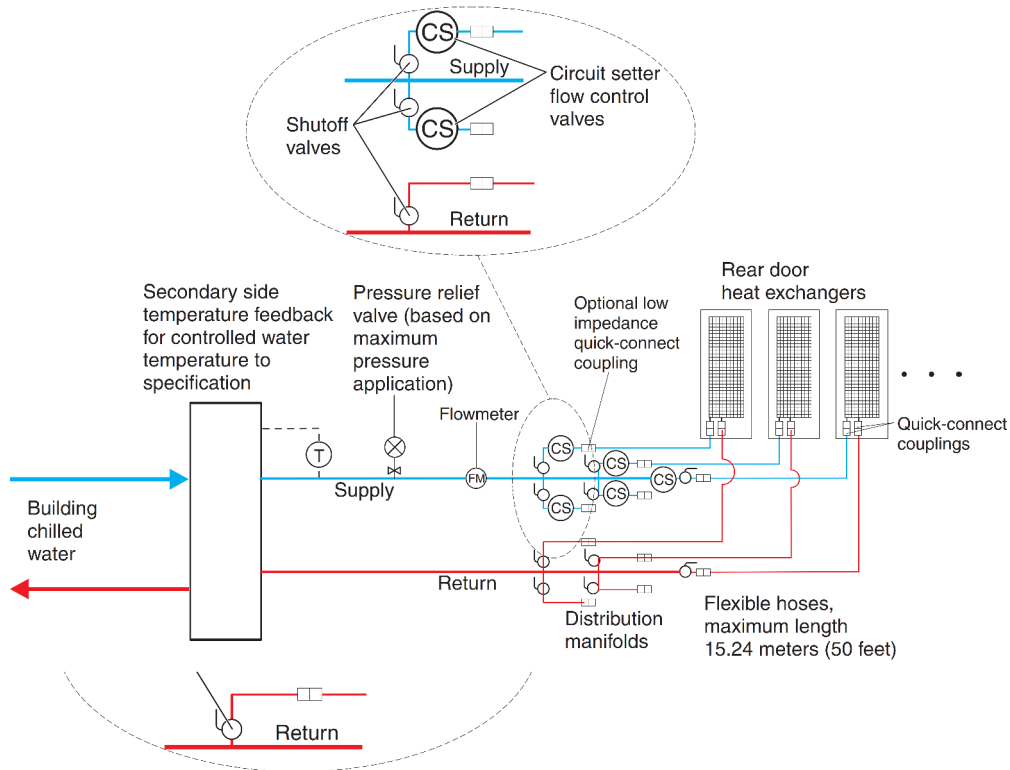 CS
Supply
Circuit setter
flow control
valves
CS
Shutoff
valves
Return
Secondary side
temperature feedback
for controlled water
temperature to
specification
Pressure relief
valve (based on
maximum
pressure
application)
Optional low
impedance
quick-connect
coupling
Rear door
heat exchangers
Flowmeter
Quick-connect
couplings
T
Supply
FM
CS
CS
CS
CS
CS
Building
chilled
water
Return
Distribution
manifolds
Flexible hoses,
maximum length
15.24 meters (50 feet)
Return